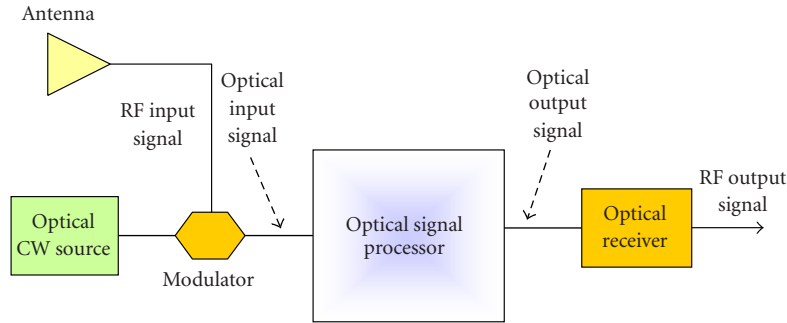 Antenna
RF input
signal
Optical
input
signal
Optical
output
signal
Optical
CW source
Modulator
Optical signal
processor
Optical
receiver
RF output
signal